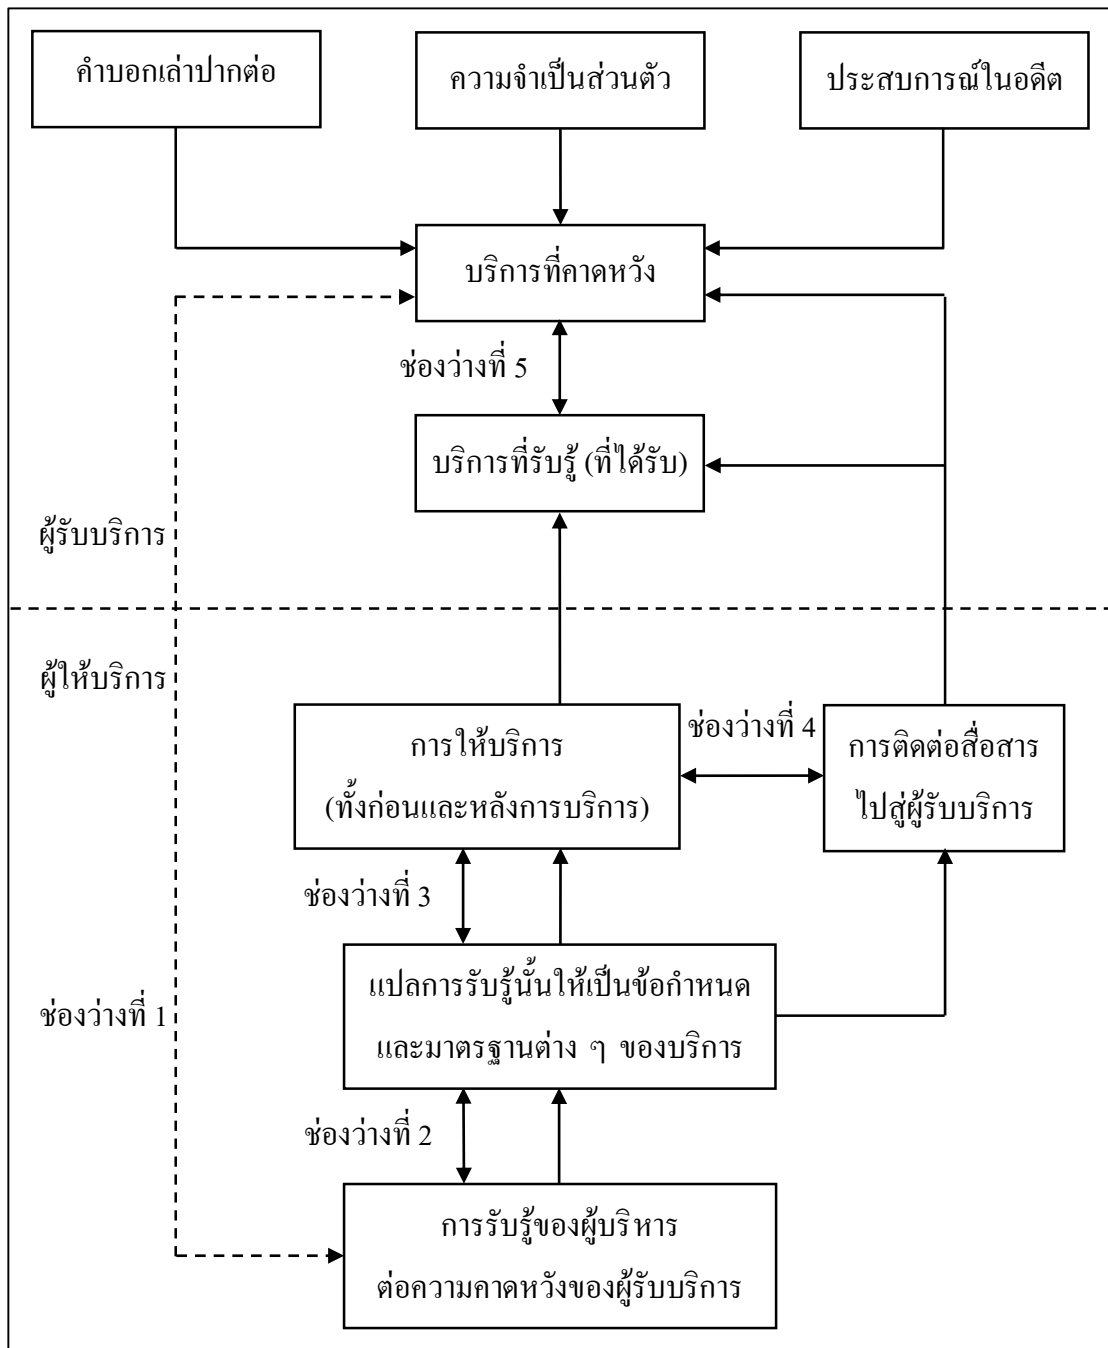 คำบอกเล่าปากต่อ
ความจำเป็นส่วนตัว
ประสบการณ์ในอดีต
บริการที่คาดหวัง
ช่องว่างที่ 5
บริการที่รับรู้ (ที่ได้รับ)
ผู้รับบริการ
ผู้ให้บริการ
การให้บริการ
(ทั้งก่อนและหลังการบริการ)
ช่องว่างที่ 4
การติดต่อสื่อสาร
ไปสู่ผู้รับบริการ
ช่องว่างที่ 3
แปลการรับรู้นั้นให้เป็นข้อกำหนด
และมาตรฐานต่าง ๆ ของบริการ
ช่องว่างที่ 1
ช่องว่างที่ 2
การรับรู้ของผู้บริหาร
ต่อความคาดหวังของผู้รับบริการ